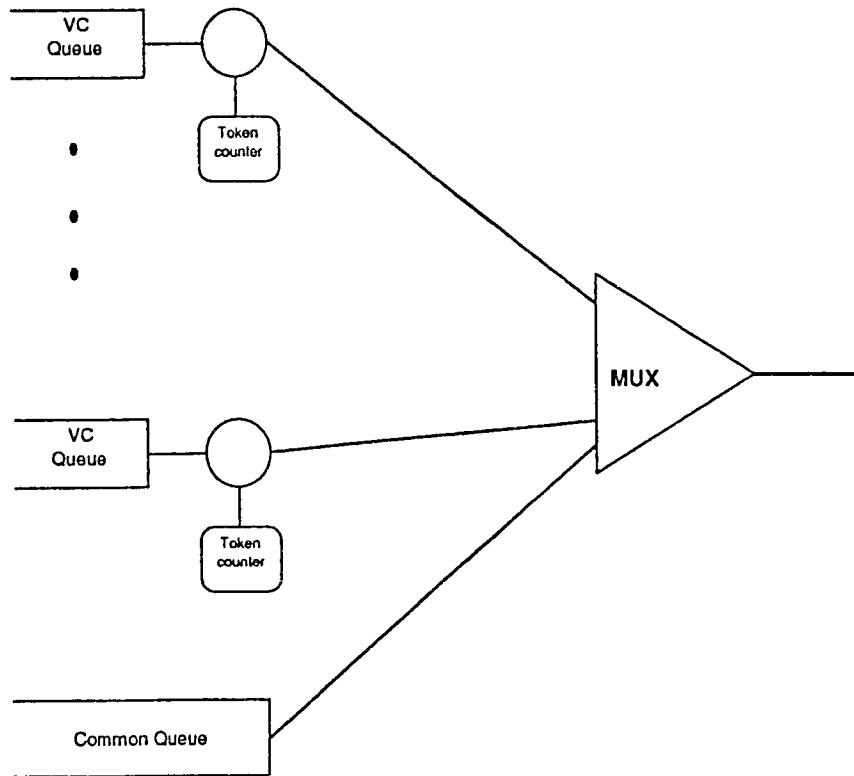 VC
Queue
Token
counter
MUX
VC
Queue
Token
counter
Common Queue